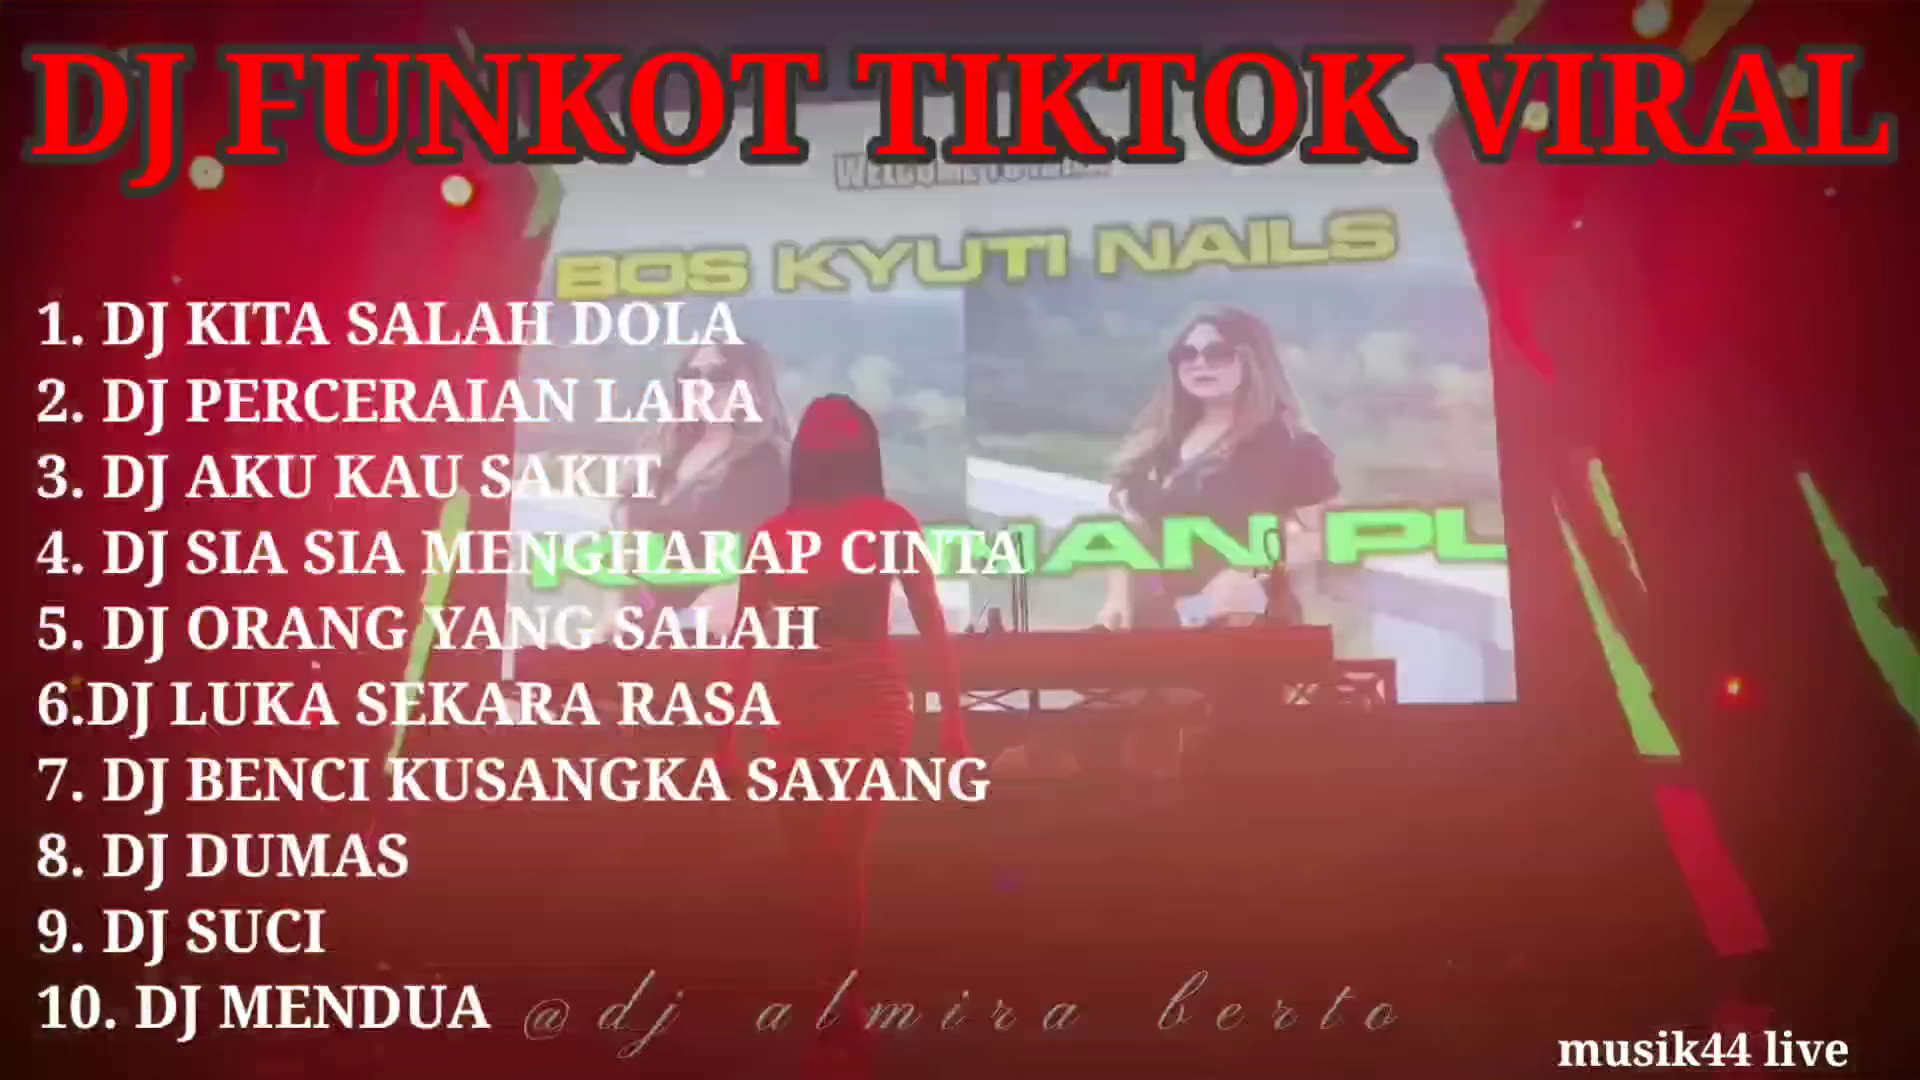 DJ FUNKOT TIKTOK VIRAL
BOS KYUTI NAILS
1. DJ KITA SALAH DOLA
2. DJ PERCERAIAN LARA
3. DJ AKU KAU SAKIT
4. DJ SIA SIA MENGHARAP CINTA
5. DJ ORANG YANG SALAH
6.DJ LUKA SEKARA RASA
7. DJ BENCI KUSANGKA SAYANG
8. DJ DUMAS
9. DJ SUCI
10. DJ MENDUA
@dj almira berto
musik44 live